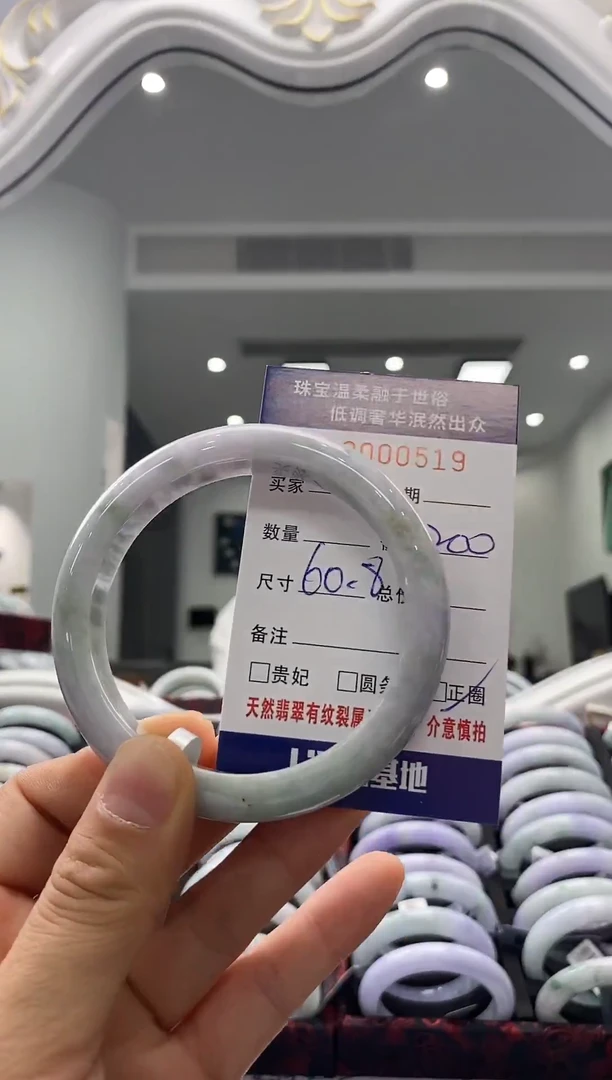 珠宝温柔融于世俗
低调奢华泯然出众
000519
买家 期
数量 200
尺寸 60.8 总价
备注
□贵妃 □圆 □正圈
天然翡翠有纹裂属 介意慎拍
基地